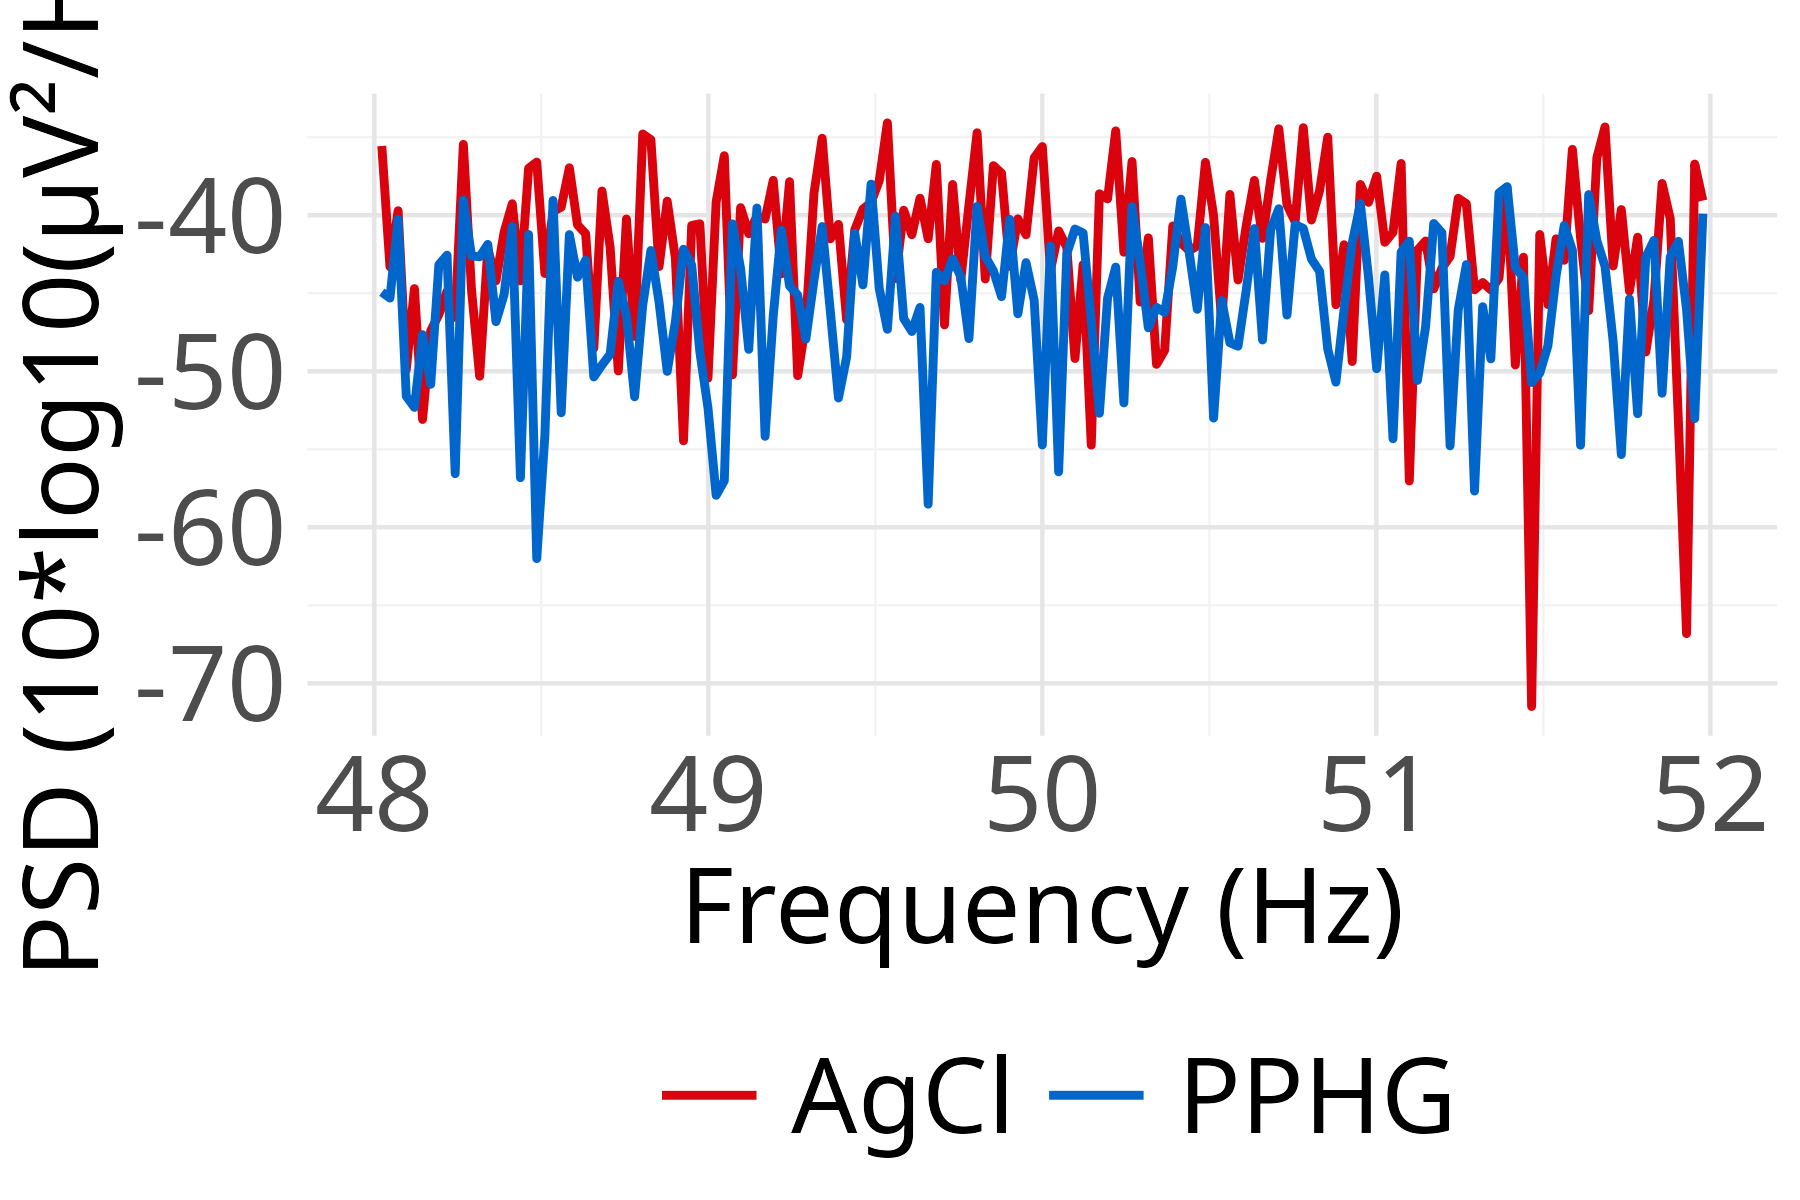 PSD (10*log10(µV²/H
-40
-50
-60
-70
48 49 50 51 52
Frequency (Hz)
AgCl PPHG